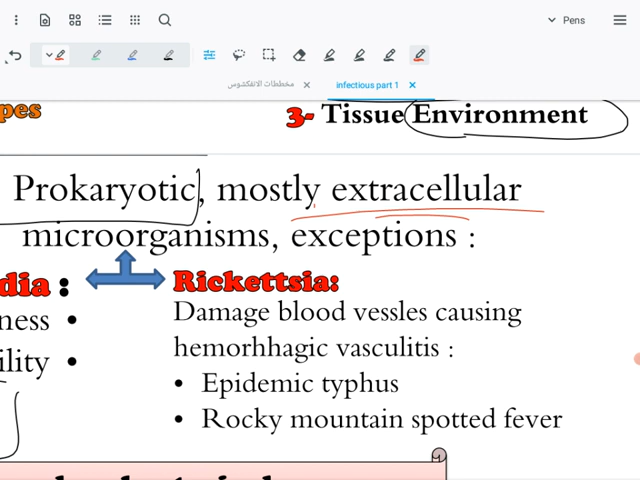 Pens
مخططات الانفكشوس
infectious part 1
pes
3- Tissue Environment
Prokaryotic, mostly extracellular
microorganisms, exceptions :
dia :
Rickettsia:
ness •
Damage blood vessles causing
ility •
hemorhhagic vasculitis :
• Epidemic typhus
• Rocky mountain spotted fever